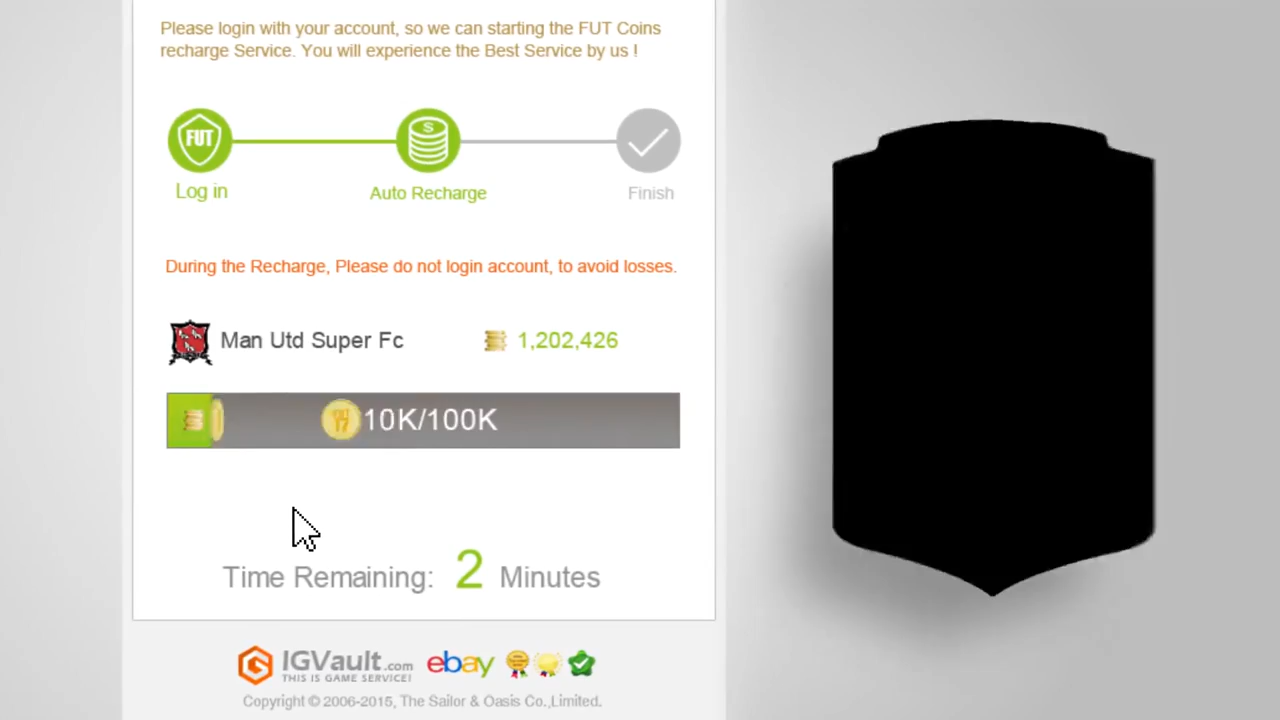 Please login with your account, so we can starting the FUT Coins
recharge Service. You will experience the Best Service by us !
FUT
Log in
Auto Recharge
Finish
During the Recharge, Please do not login account, to avoid losses.
Man Utd Super Fc 1,202,426
10K/100K
Time Remaining: 2 Minutes
IGVault.com
THIS IS GAME SERVICE!
ebay
Copyright © 2006-2015, The Sailor & Oasis Co.,Limited.